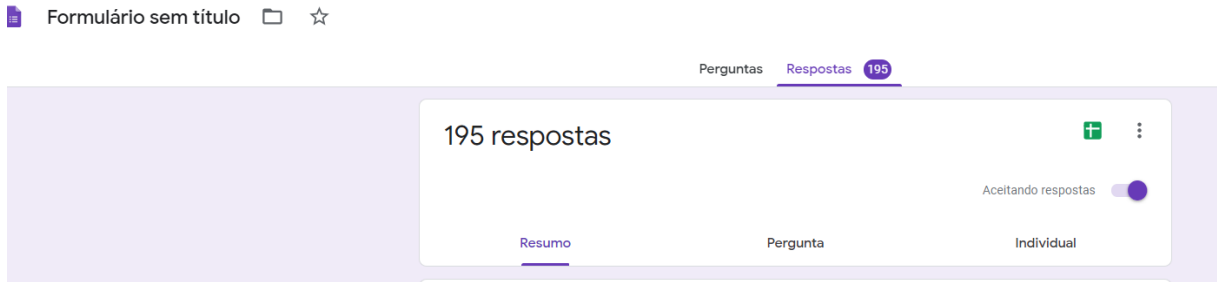 Formulário sem título
Perguntas Respostas 195
195 respostas
Aceitando respostas
Resumo Pergunta Individual